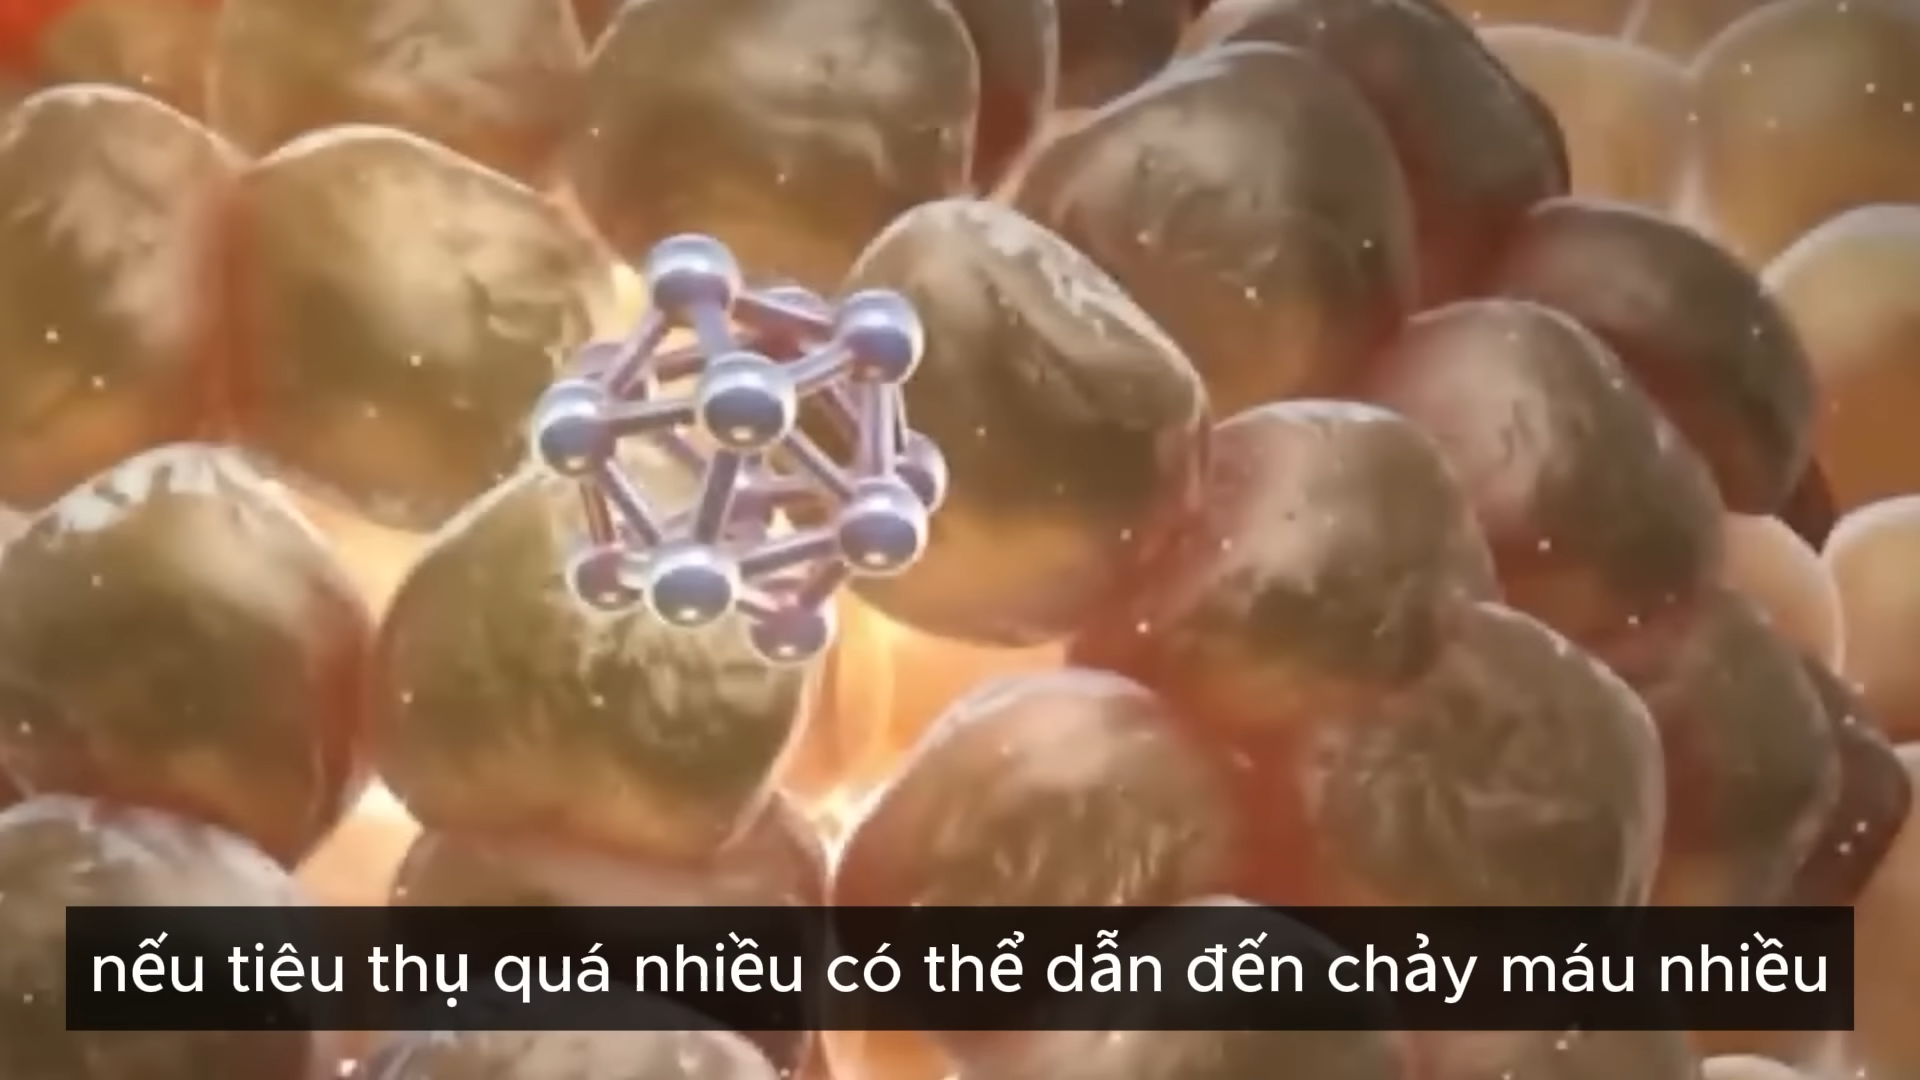 nếu tiêu thụ quá nhiều có thể dẫn đến chảy máu nhiều